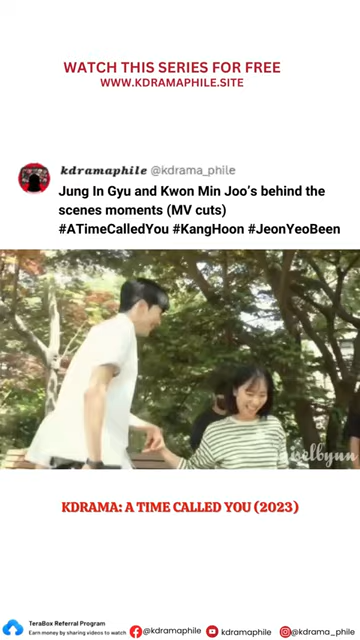 WATCH THIS SERIES FOR FREE
WWW.KDRAMAPHILE.SITE
kdramaphile @kdrama_phile
Jung In Gyu and Kwon Min Joo's behind the
scenes moments (MV cuts)
#ATimeCalledYou #KangHoon #JeonYeoBeen
KDRAMA: A TIME CALLED YOU (2023)
TeraBox Referral Program
Earn money by sharing videos to watch
@kdramaphile
kdramaphile
@kdrama_phile